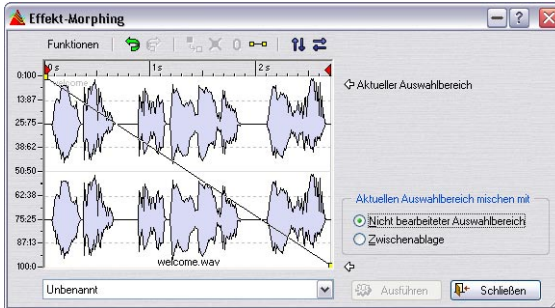 Effekt-Morphing
Funktionen
0 s 1 s 2 s
welcome
0:100
13-87
25-75
38-62
50-50
62-38
75-25
87-13
100:0
welcome.wav
Aktueller Auswahlbereich
Aktuellen Auswahlbereich mischen mit
Nicht bearbeiteter Auswahlbereich
Zwischenablage
Unbenannt
Ausführen
Schließen